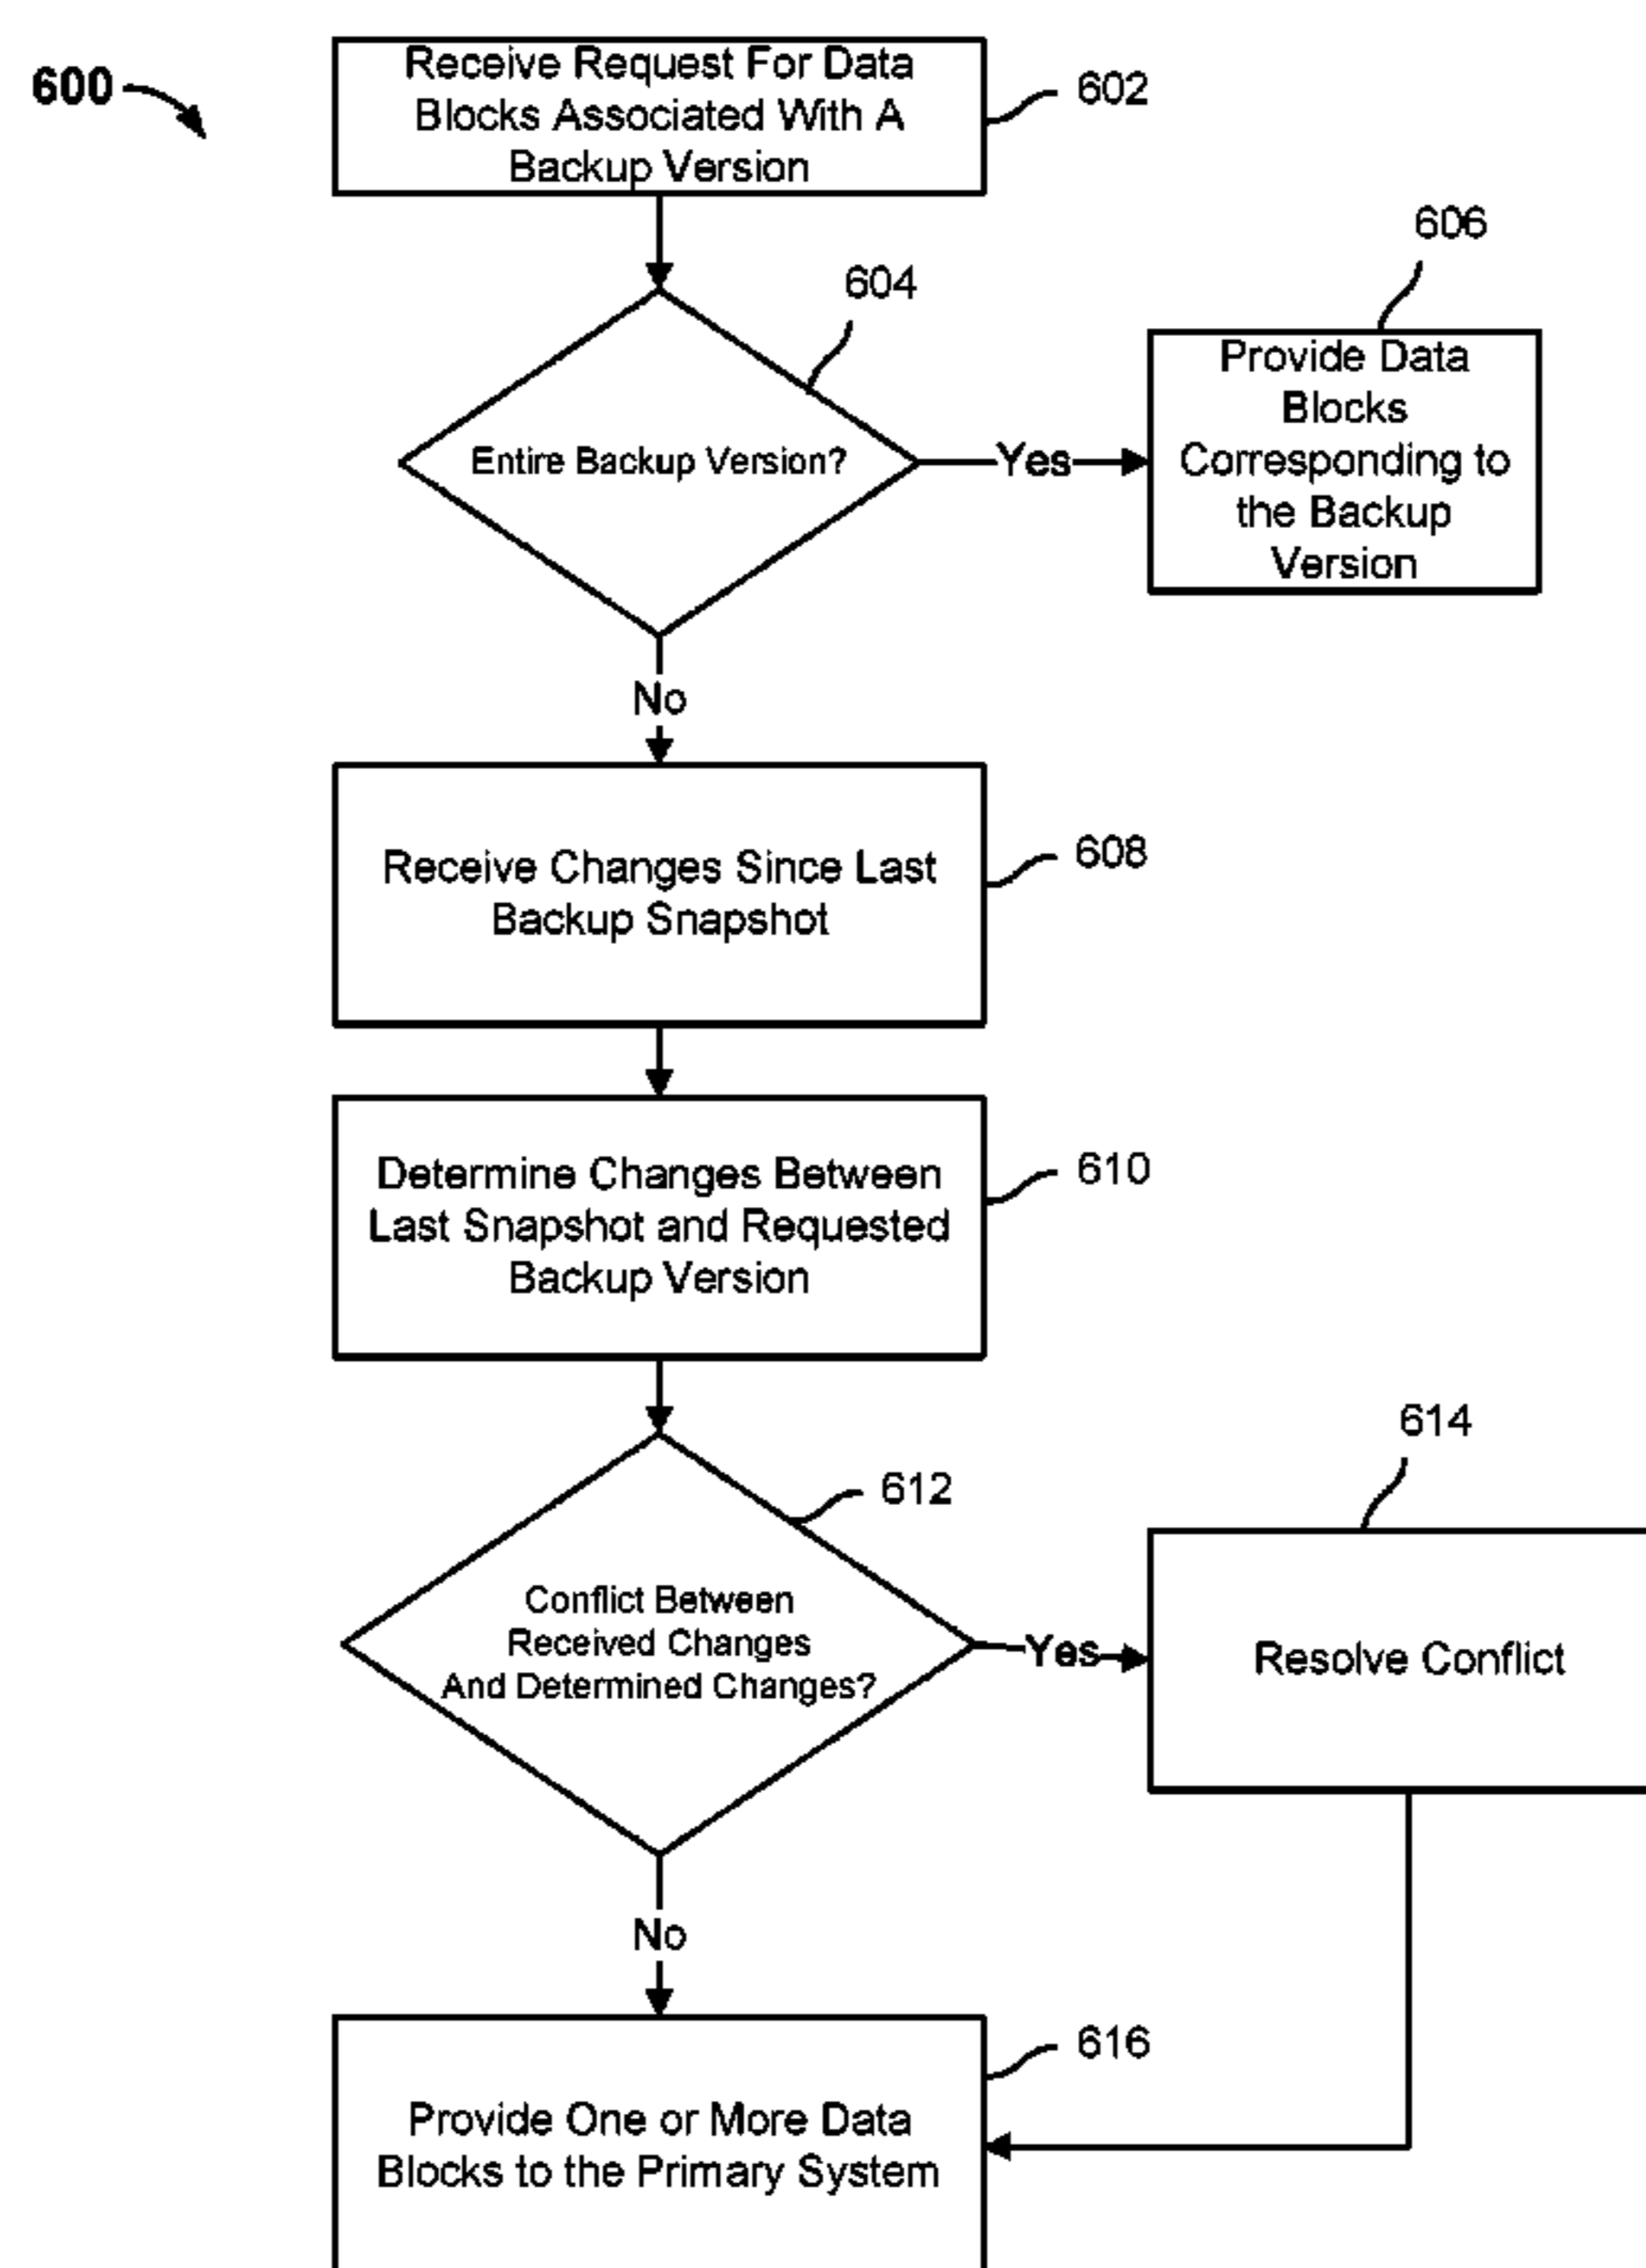 600
Receive Request For Data
Blocks Associated With A
Backup Version
602
604
Entire Backup Version?
Yes
606
Provide Data
Blocks
Corresponding to
the Backup
Version
No
Receive Changes Since Last
Backup Snapshot
608
Determine Changes Between
Last Snapshot and Requested
Backup Version
610
612
Conflict Between
Received Changes
And Determined Changes?
Yes
614
Resolve Conflict
No
616
Provide One or More Data
Blocks to the Primary System